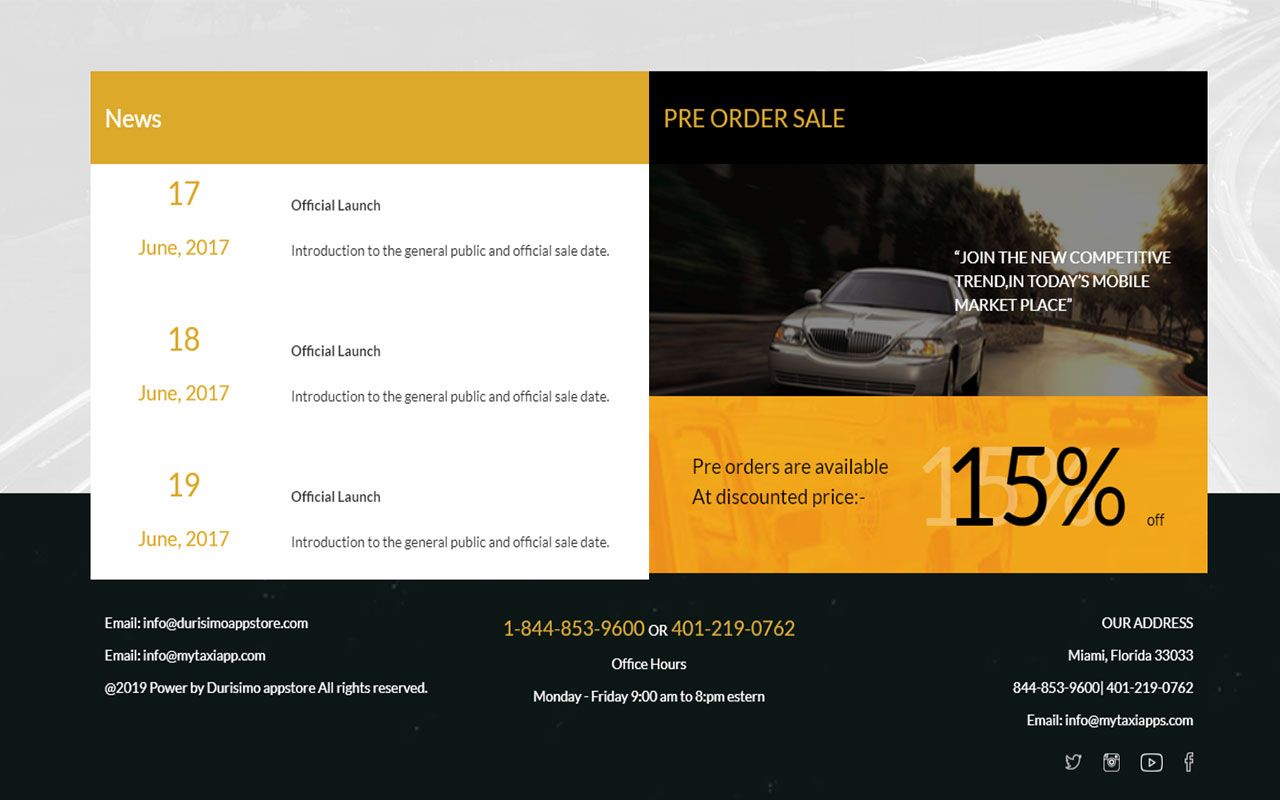 News
17
June, 2017
Official Launch
Introduction to the general public and official sale date.
18
June, 2017
Official Launch
Introduction to the general public and official sale date.
19
June, 2017
Official Launch
Introduction to the general public and official sale date.
PRE ORDER SALE
“JOIN THE NEW COMPETITIVE
TREND,IN TODAY’S MOBILE
MARKET PLACE”
Pre orders are available
At discounted price:-
15%
15%
off
Email: info@durisimoappstore.com
Email: info@mytaxiapp.com
@2019 Power by Durisimo appstore All rights reserved.
1-844-853-9600 OR 401-219-0762
Office Hours
Monday - Friday 9:00 am to 8:pm estern
OUR ADDRESS
Miami, Florida 33033
844-853-9600| 401-219-0762
Email: info@mytaxiapps.com